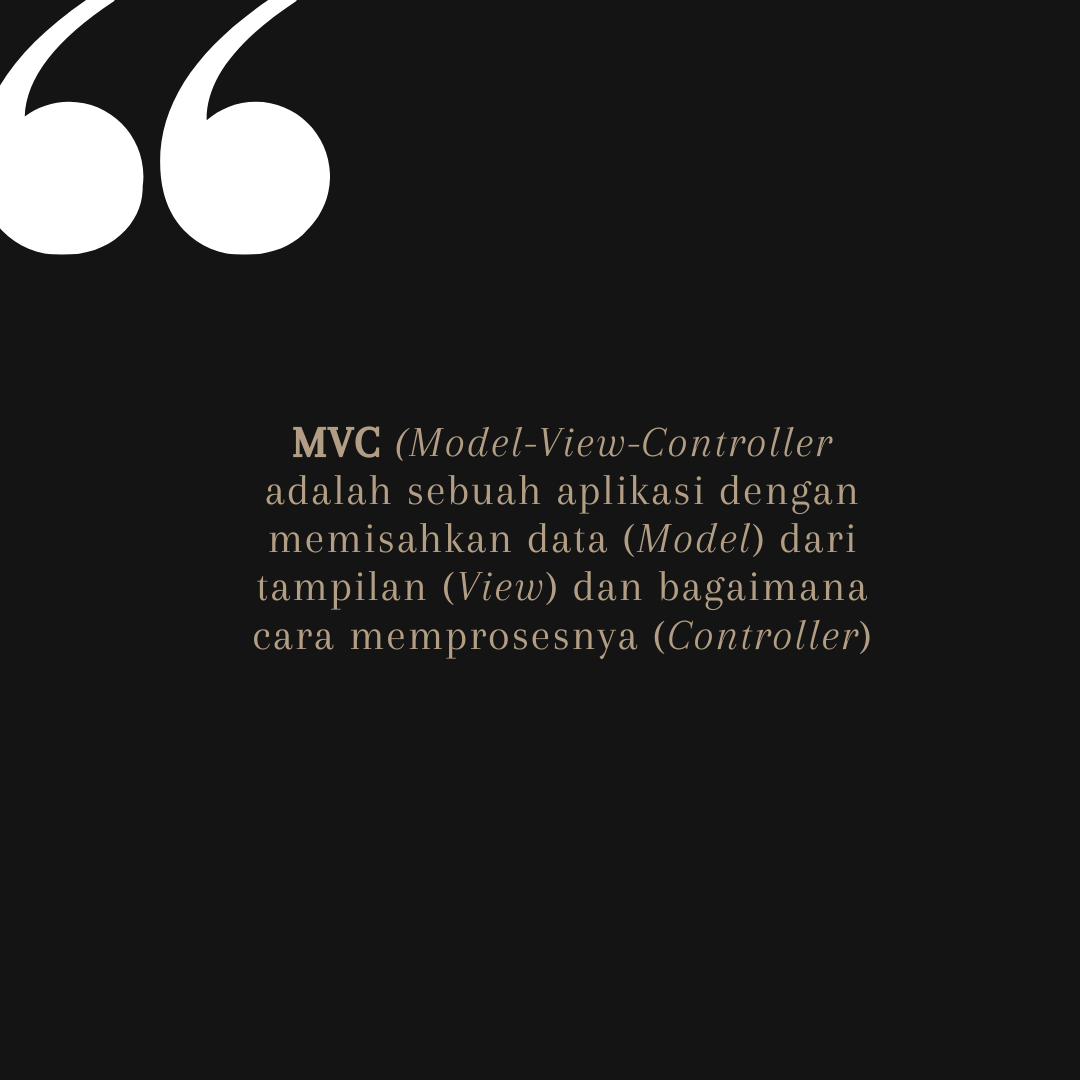 “
MVC (Model-View-Controller
adalah sebuah aplikasi dengan
memisahkan data (Model) dari
tampilan (View) dan bagaimana
cara memprosesnya (Controller)